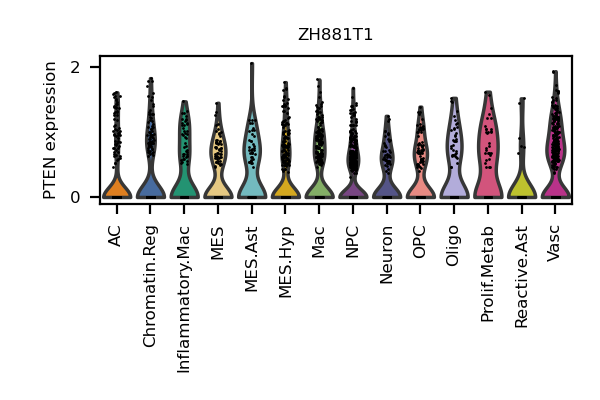 ZH881T1
PTEN expression
2
0
AC
Chromatin.Reg
Inflammatory.Mac
MES
MES.Ast
MES.Hyp
Mac
NPC
Neuron
OPC
Oligo
Prolif.Metab
Reactive.Ast
Vasc